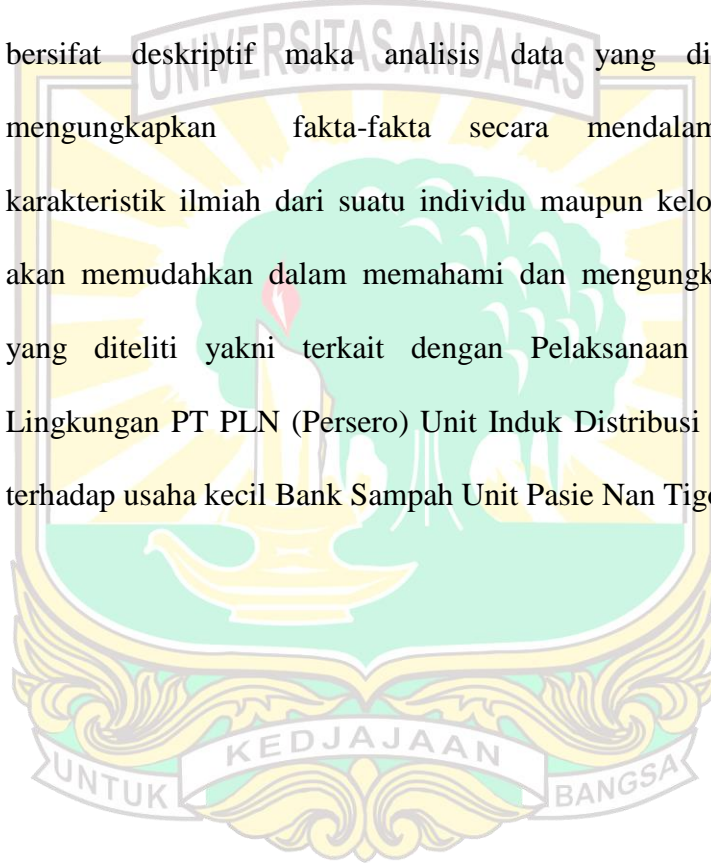 UNIVERSITAS ANDALAS
bersifat deskriptif maka analisis data yang di
mengungkapkan fakta-fakta secara mendalam
karakteristik ilmiah dari suatu individu maupun kelo
akan memudahkan dalam memahami dan mengungk
yang diteliti yakni terkait dengan Pelaksanaan
Lingkungan PT PLN (Persero) Unit Induk Distribusi
terhadap usaha kecil Bank Sampah Unit Pasie Nan Tigo
UNTUK KEDJAJAAN BANGSA